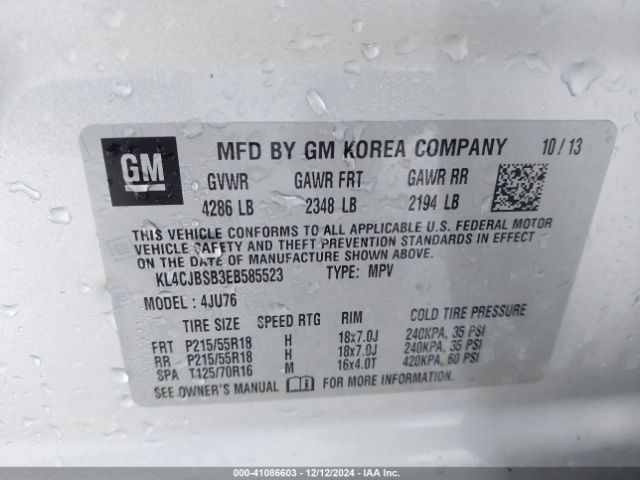 GM
MFD BY GM KOREA COMPANY 10/13
GVWR GAWR FRT GAWR RR
4286 LB 2348 LB 2194 LB
THIS VEHICLE CONFORMS TO ALL APPLICABLE U.S. FEDERAL MOTOR
VEHICLE SAFETY AND THEFT PREVENTION STANDARDS IN EFFECT
ON THE DATE OF MANUFACTURE SHOWN ABOVE.
KL4CJBSB3EB585523 TYPE: MPV
MODEL: 4JU76
TIRE SIZE SPEED RTG RIM COLD TIRE PRESSURE
FRT P215/55R18 H 18x7.0J 240KPA, 35 PSI
RR P215/55R18 H 18x7.0J 240KPA, 35 PSI
SPA T125/70R16 M 16x4.0T 420KPA, 60 PSI
SEE OWNER'S MANUAL FOR MORE INFORMATION.
000-41086603 / 12/12/2024 - IAA Inc.